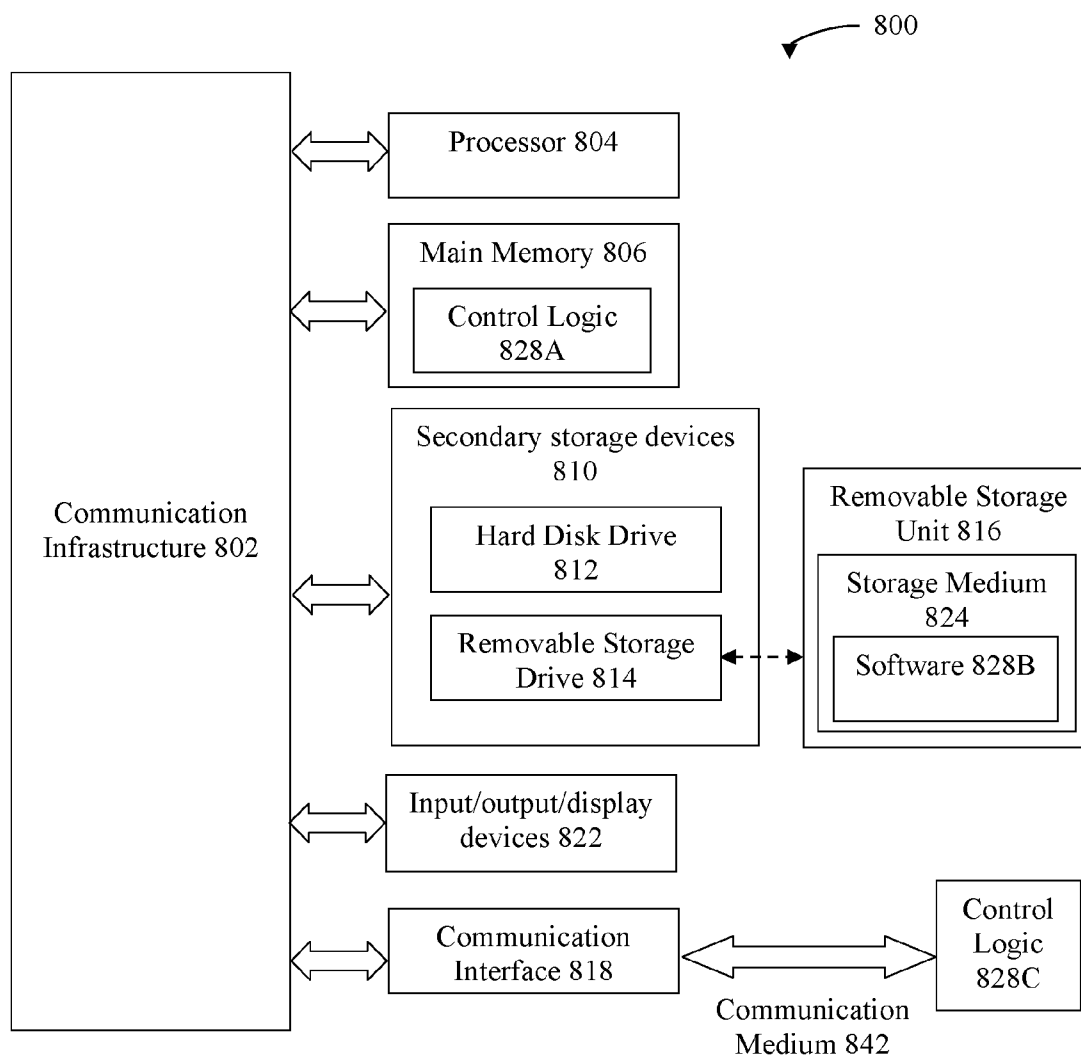 800
Processor 804
Main Memory 806
Control Logic
828A
Secondary storage devices
810
Hard Disk Drive
812
Removable Storage
Drive 814
Removable Storage
Unit 816
Storage Medium
824
Software 828B
Communication
Infrastructure 802
Input/output/display
devices 822
Communication
Interface 818
Control
Logic
828C
Communication
Medium 842